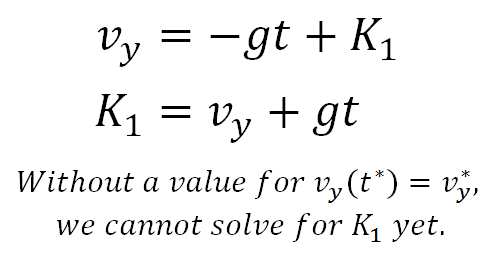 v_y = −gt + K_1
K_1 = v_y + gt
Without a value for v_y(t*) = v_y*,
we cannot solve for K_1 yet.